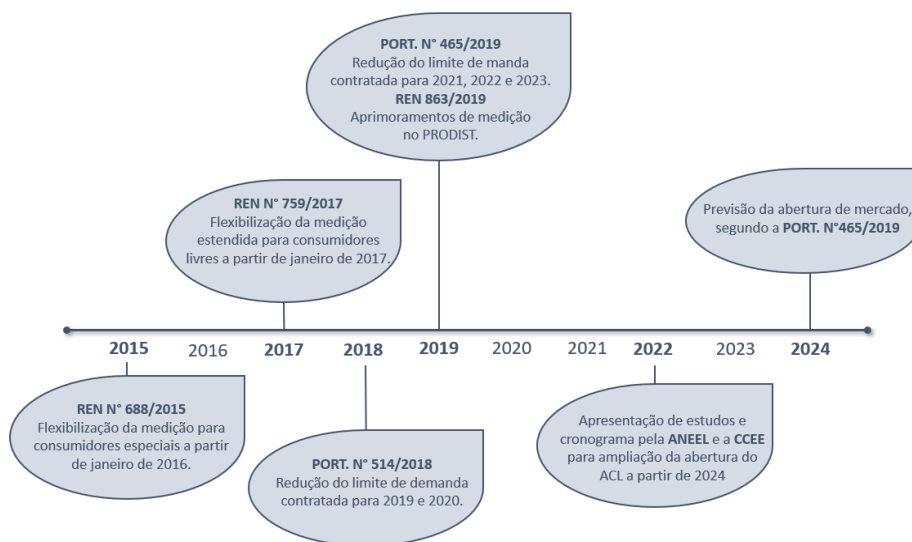 PORT. N° 465/2019
Redução do limite de manda
contratada para 2021, 2022 e 2023.
REN 863/2019
Aprimoramentos de medição
no PRODIST.
REN N° 759/2017
Flexibilização da medição
estendida para consumidores
livres a partir de janeiro de 2017.
Previsão da abertura de mercado,
segundo a PORT. N°465/2019
2015 2016 2017 2018 2019 2020 2021 2022 2023 2024
REN N° 688/2015
Flexibilização da medição para
consumidores especiais a partir
de janeiro de 2016.
PORT. N° 514/2018
Redução do limite de demanda
contratada para 2019 e 2020.
Apresentação de estudos e
cronograma pela ANEEL e a CCEE
para ampliação da abertura do
ACL a partir de 2024